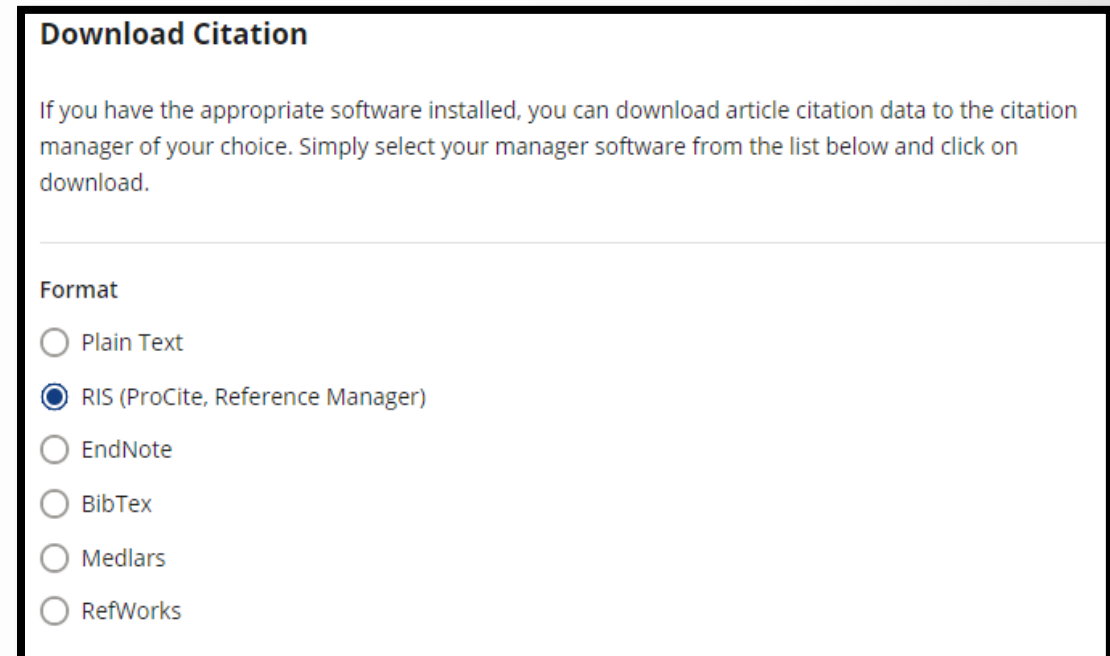 Download Citation
If you have the appropriate software installed, you can download article citation data to the citation
manager of your choice. Simply select your manager software from the list below and click on
download.
Format
Plain Text
RIS (ProCite, Reference Manager)
EndNote
BibTex
Medlars
RefWorks